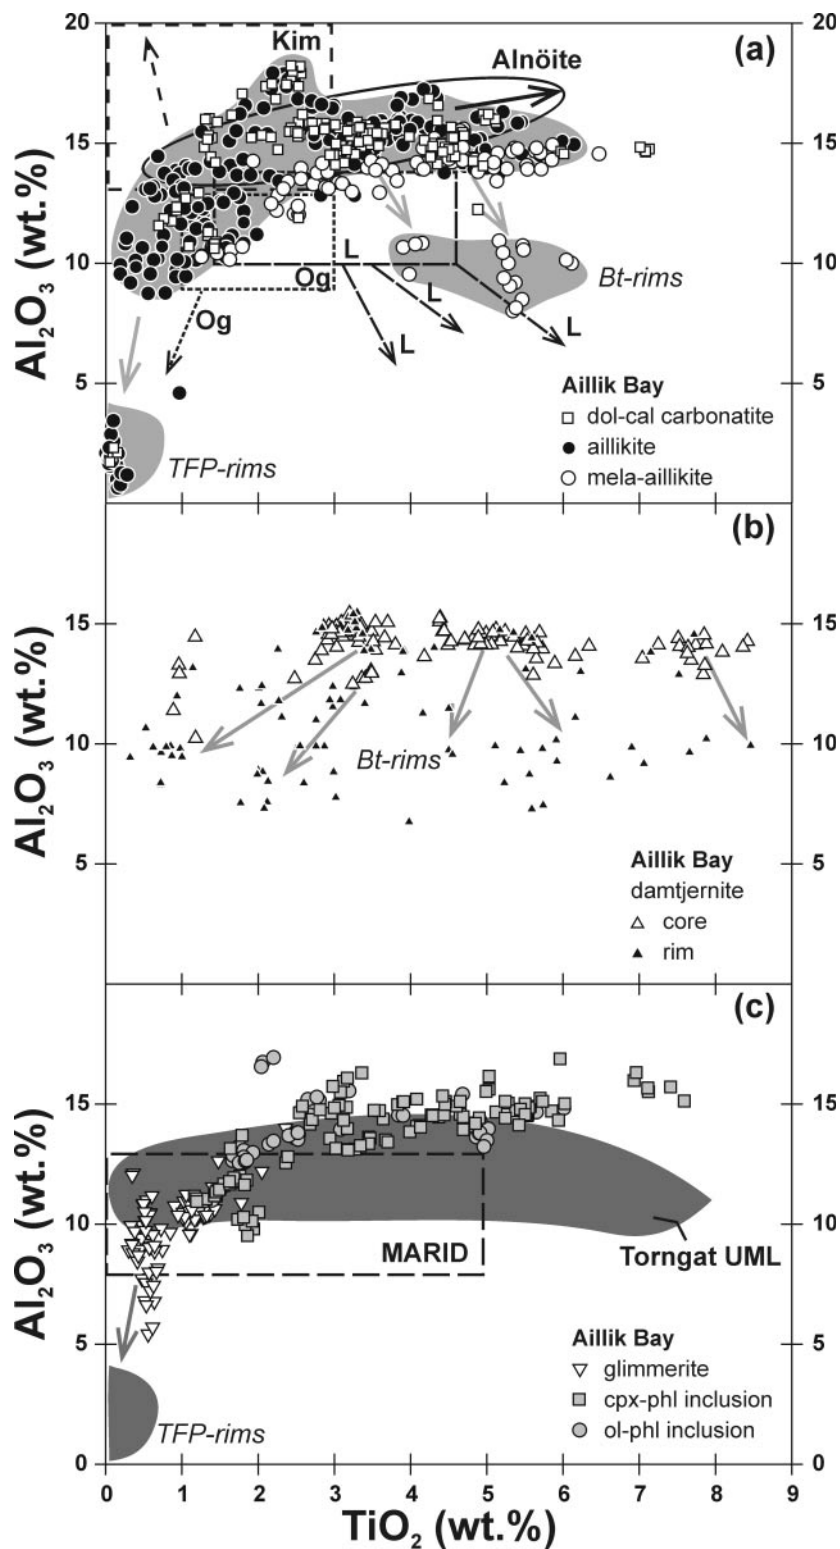 20 20
(a)
Kim
Alnöite
15 15
10 10
L
Og
Bt-rims
L
Og
L
L
5 5
Aillik Bay
dol-cal carbonatite
aillikite
mela-aillikite
TFP-rims
Al₂O₃ (wt.%)
(b)
15 15
10 10
Bt-rims
5 5
Aillik Bay
damtjernite
core
rim
Al₂O₃ (wt.%)
(c)
15 15
10 10
MARID
Torngat UML
5 5
Aillik Bay
glimmerite
cpx-phl inclusion
ol-phl inclusion
TFP-rims
0 0
Al₂O₃ (wt.%)
0 1 2 3 4 5 6 7 8 9
TiO₂ (wt.%)